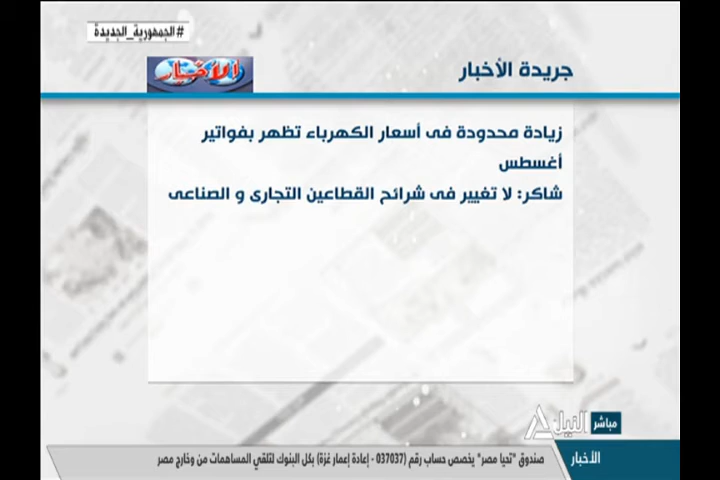 #الجمهورية_الجديدة
جريدة الأخبار
الأخبار
زيادة محدودة فى أسعار الكهرباء تظهر بفواتير
أغسطس
شاكر: لا تغيير فى شرائح القطاعين التجارى و الصناعى
مباشر
النيل
الأخبار
صندوق "تحيا مصر" يخصص حساب رقم (037037 - إعادة إعمار غزة) بكل البنوك لتلقي المساهمات من وخارج مصر